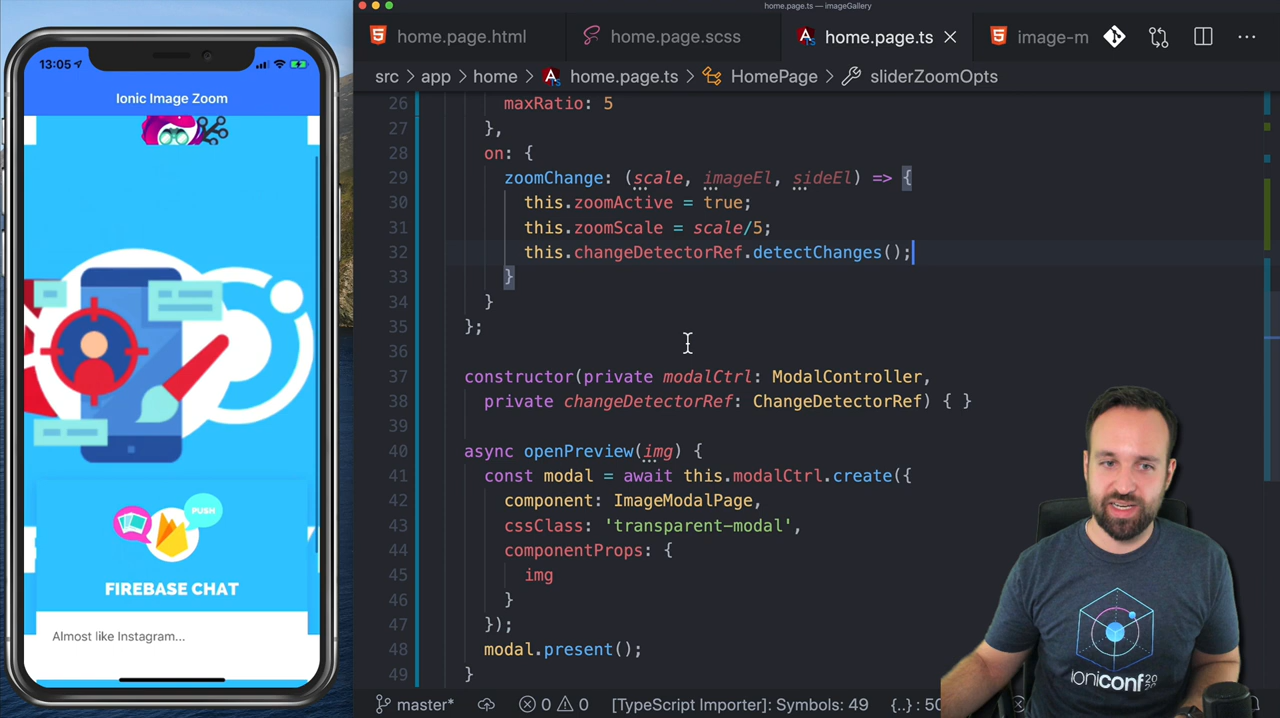 home.page.ts — imageGallery
home.page.html
home.page.scss
home.page.ts
image-m
src > app > home > home.page.ts > HomePage > sliderZoomOpts
13:05
Ionic Image Zoom
PUSH
FIREBASE CHAT
Almost like Instagram...
26 maxRatio: 5
27 },
28 on: {
29 zoomChange: (scale, imageEl, sideEl) => {
30 this.zoomActive = true;
31 this.zoomScale = scale/5;
32 this.changeDetectorRef.detectChanges();
33 }
34 }
35 };
36
37 constructor(private modalCtrl: ModalController,
38 private changeDetectorRef: ChangeDetectorRef) { }
39
40 async openPreview(img) {
41 const modal = await this.modalCtrl.create({
42 component: ImageModalPage,
43 cssClass: 'transparent-modal',
44 componentProps: {
45 img
46 }
47 });
48 modal.present();
49 }
master* 0 0 [TypeScript Importer]: Symbols: 49 {..} : 50
ioniconf 2020